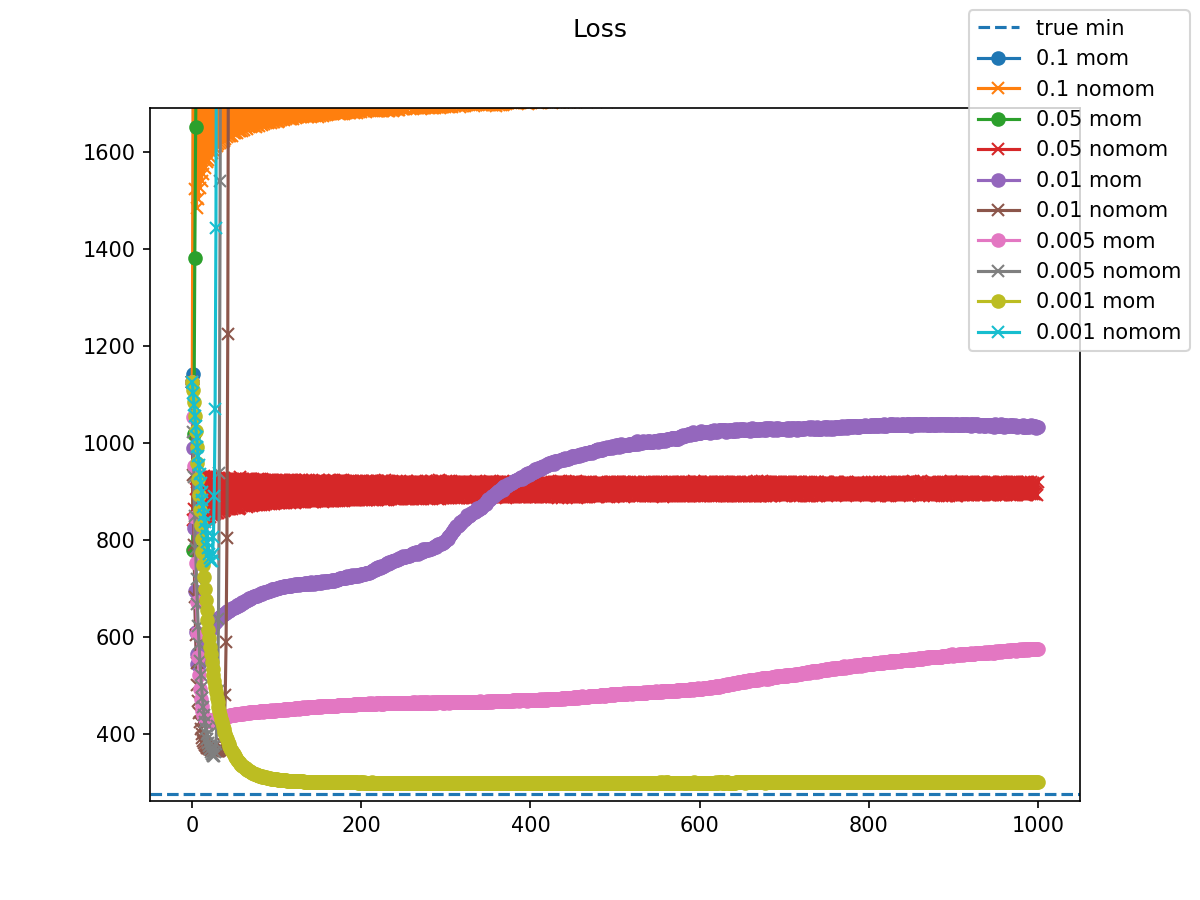 Loss
true min
0.1 mom
0.1 nomom
0.05 mom
0.05 nomom
0.01 mom
0.01 nomom
0.005 mom
0.005 nomom
0.001 mom
0.001 nomom
1600
1400
1200
1000
800
600
400
0 200 400 600 800 1000